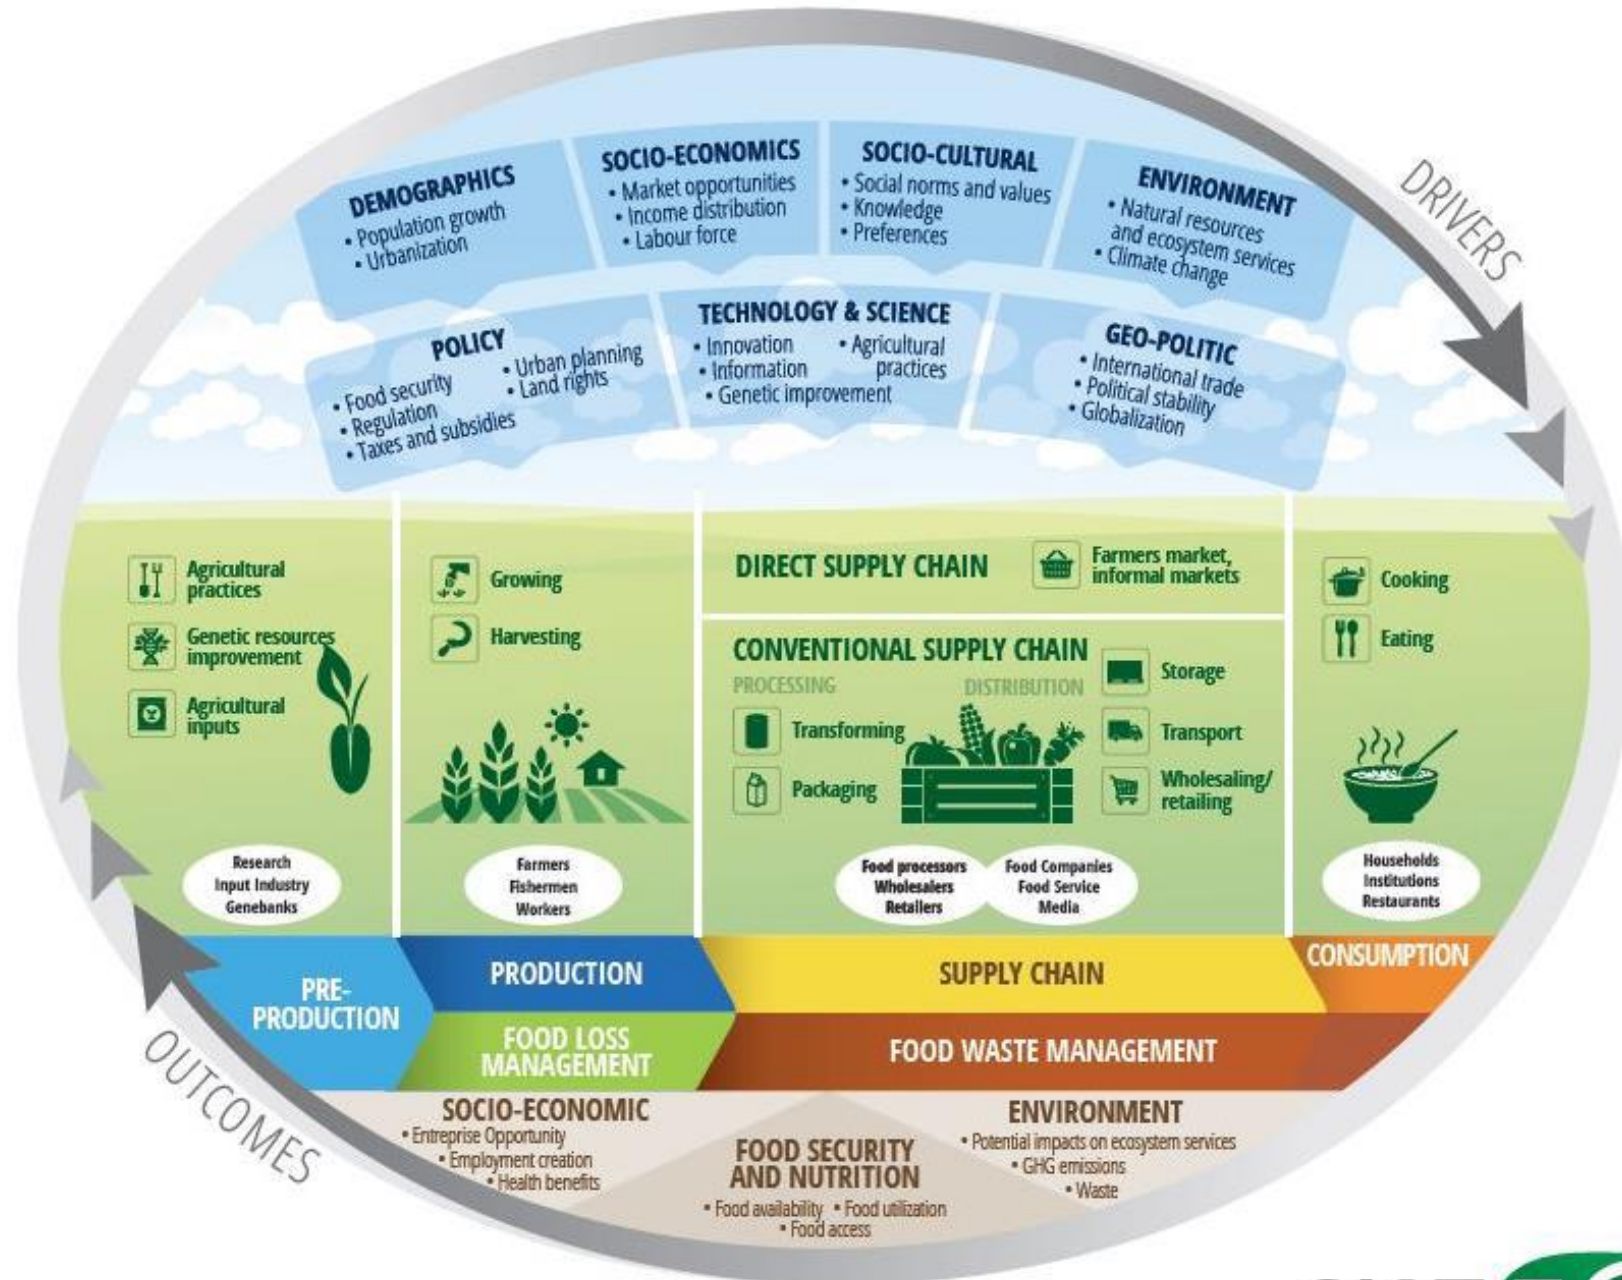 DEMOGRAPHICS
• Population growth
• Urbanization
SOCIO-ECONOMICS
• Market opportunities
• Income distribution
• Labour force
SOCIO-CULTURAL
• Social norms and values
• Knowledge
• Preferences
ENVIRONMENT
• Natural resources
and ecosystem services
• Climate change
DRIVERS
POLICY
• Food security
• Regulation
• Taxes and subsidies
• Urban planning
• Land rights
TECHNOLOGY & SCIENCE
• Innovation
• Information
• Genetic improvement
• Agricultural
practices
GEO-POLITIC
• International trade
• Political stability
• Globalization
Agricultural
practices
Genetic resources
improvement
Agricultural
inputs
Research
Input Industry
Genebanks
Growing
Harvesting
Farmers
Fishermen
Workers
DIRECT SUPPLY CHAIN
Farmers market,
informal markets
CONVENTIONAL SUPPLY CHAIN
PROCESSING
Transforming
Packaging
DISTRIBUTION
Storage
Transport
Wholesaling/
retailing
Food processors
Wholesalers
Retailers
Food Companies
Food Service
Media
Cooking
Eating
Households
Institutions
Restaurants
PRE-
PRODUCTION
PRODUCTION
SUPPLY CHAIN
CONSUMPTION
FOOD LOSS
MANAGEMENT
FOOD WASTE MANAGEMENT
OUTCOMES
SOCIO-ECONOMIC
• Entreprise Opportunity
• Employment creation
• Health benefits
FOOD SECURITY
AND NUTRITION
• Food availability • Food utilization
• Food access
ENVIRONMENT
• Potential impacts on ecosystem services
• GHG emissions
• Waste